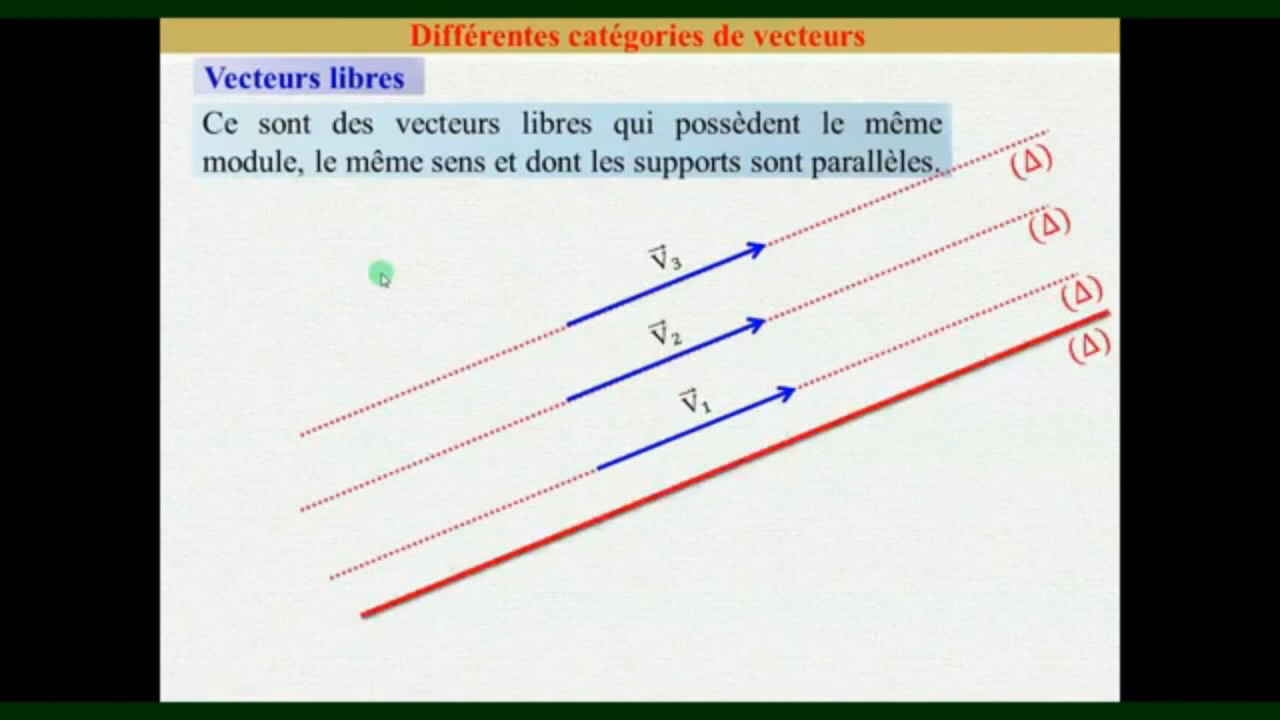 Différentes catégories de vecteurs
Vecteurs libres
Ce sont des vecteurs libres qui possèdent le même
module, le même sens et dont les supports sont parallèles.
(Δ)
V⃗₃
(Δ)
V⃗₂
(Δ)
(Δ)
V⃗₁